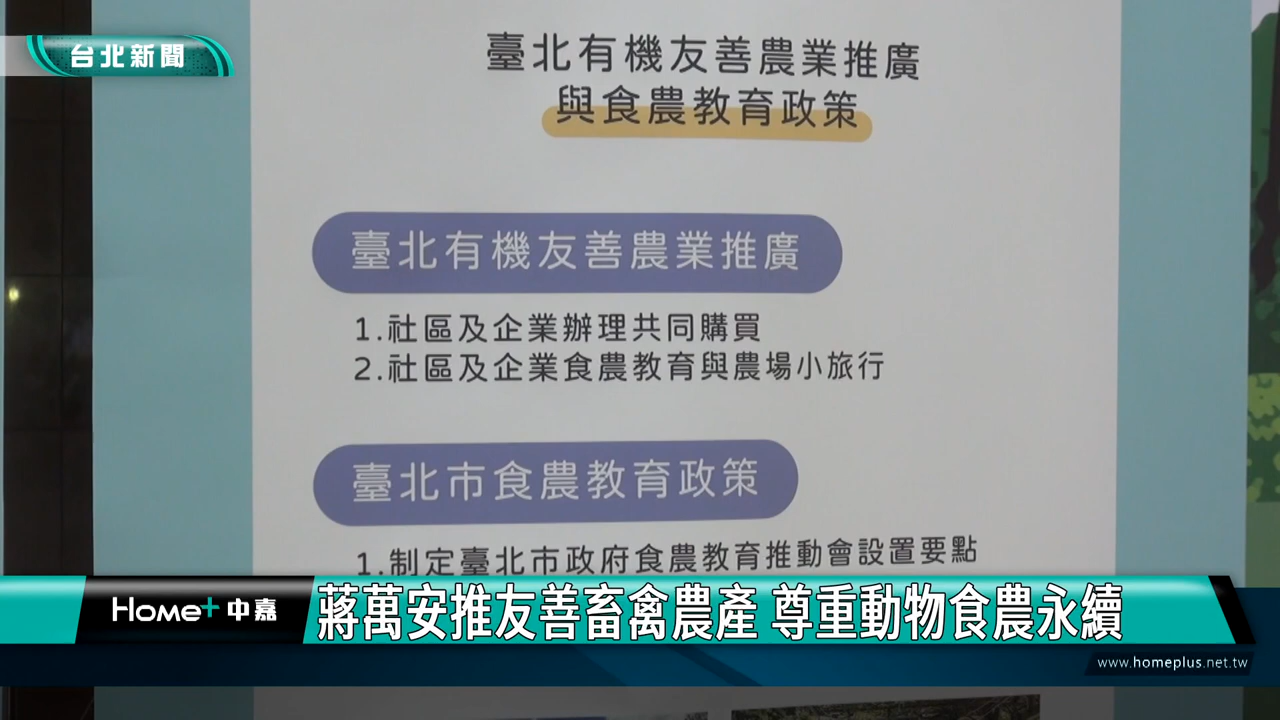 台北新聞
臺北有機友善農業推廣
與食農教育政策
臺北有機友善農業推廣
1.社區及企業辦理共同購買
2.社區及企業食農教育與農場小旅行
臺北市食農教育政策
1.制定臺北市政府食農教育推動會設置要點
Home+中嘉
蔣萬安推友善畜禽農產 尊重動物食農永續
www.homeplus.net.tw